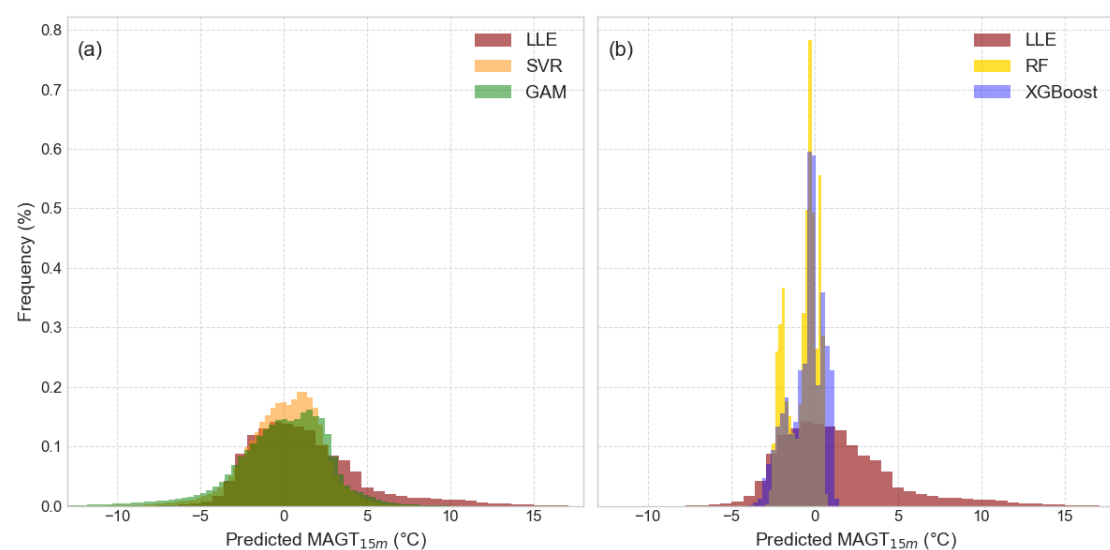 (a)
LLE
SVR
GAM
(b)
LLE
RF
XGBoost
Frequency (%)
0.8
0.7
0.6
0.5
0.4
0.3
0.2
0.1
0.0
−10 −5 0 5 10 15
−10 −5 0 5 10 15
Predicted MAGT15m (°C)
Predicted MAGT15m (°C)